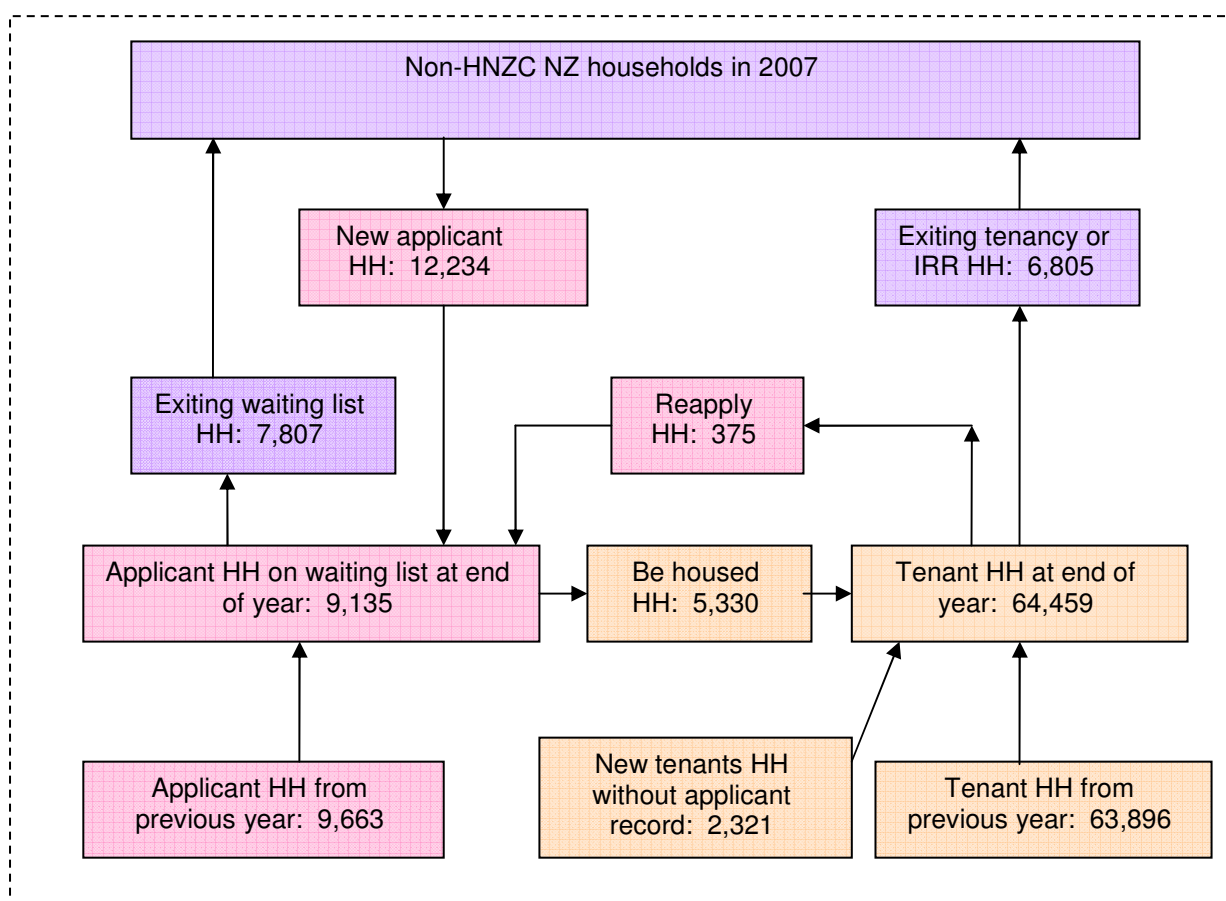 Non-HNZC NZ households in 2007
New applicant
HH: 12,234
Exiting tenancy or
IRR HH: 6,805
Exiting waiting list
HH: 7,807
Reapply
HH: 375
Applicant HH on waiting list at end
of year: 9,135
Be housed
HH: 5,330
Tenant HH at end of
year: 64,459
Applicant HH from
previous year: 9,663
New tenants HH
without applicant
record: 2,321
Tenant HH from
previous year: 63,896